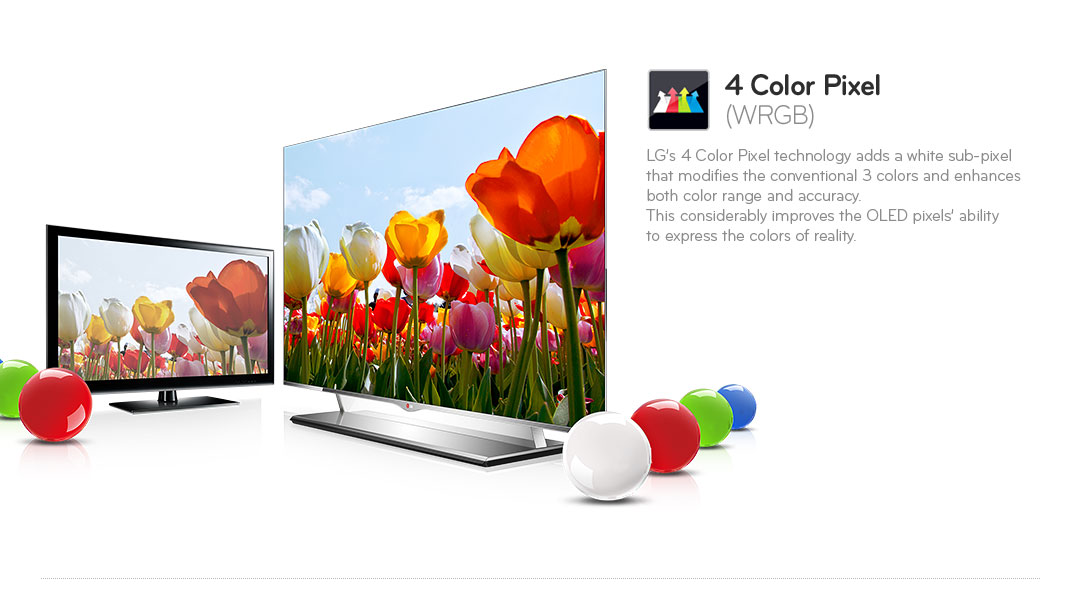 4 Color Pixel
(WRGB)
LG's 4 Color Pixel technology adds a white sub-pixel
that modifies the conventional 3 colors and enhances
both color range and accuracy.
This considerably improves the OLED pixels' ability
to express the colors of reality.